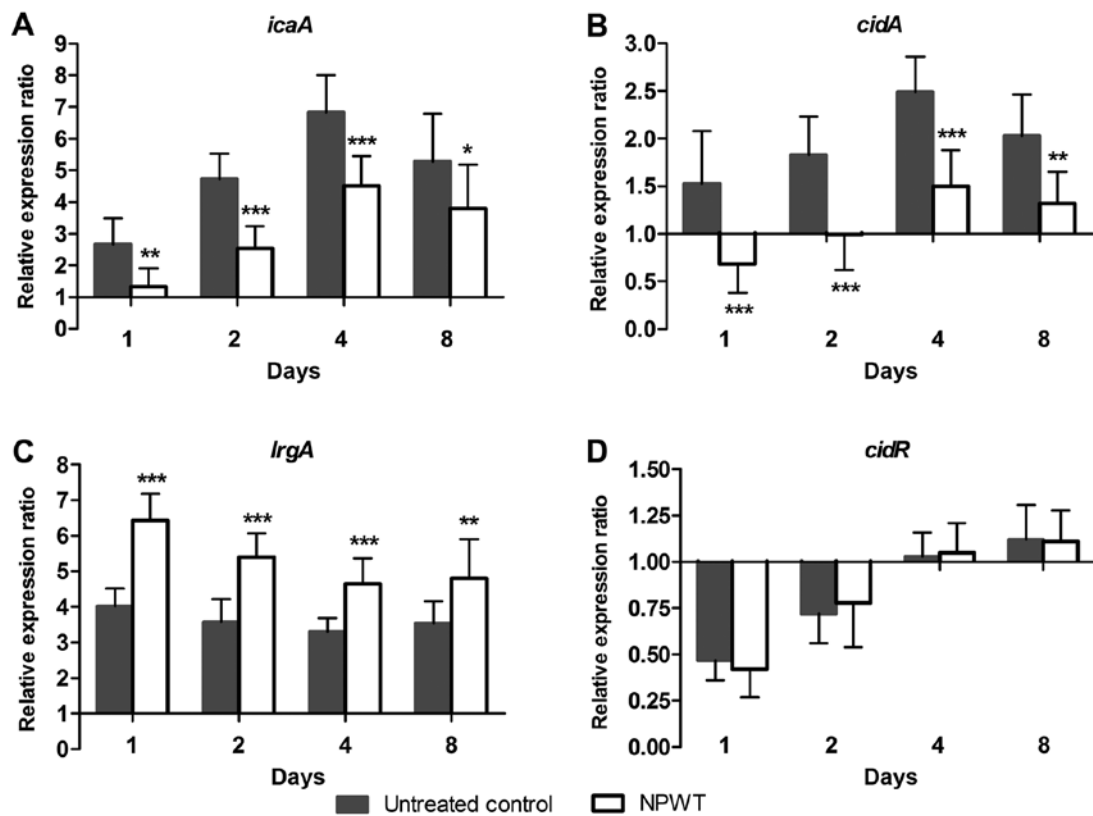 A
icaA
Relative expression ratio
9
8
7
6
5
4
3
2
1
0
**
***
***
*
1 2 4 8
Days
B
cidA
Relative expression ratio
3.0
2.5
2.0
1.5
1.0
0.5
0.0
***
***
***
**
1 2 4 8
Days
C
lrgA
Relative expression ratio
8
7
6
5
4
3
2
1
0
***
***
***
**
1 2 4 8
Days
D
cidR
Relative expression ratio
1.50
1.25
1.00
0.75
0.50
0.25
0.00
1 2 4 8
Days
Untreated control NPWT